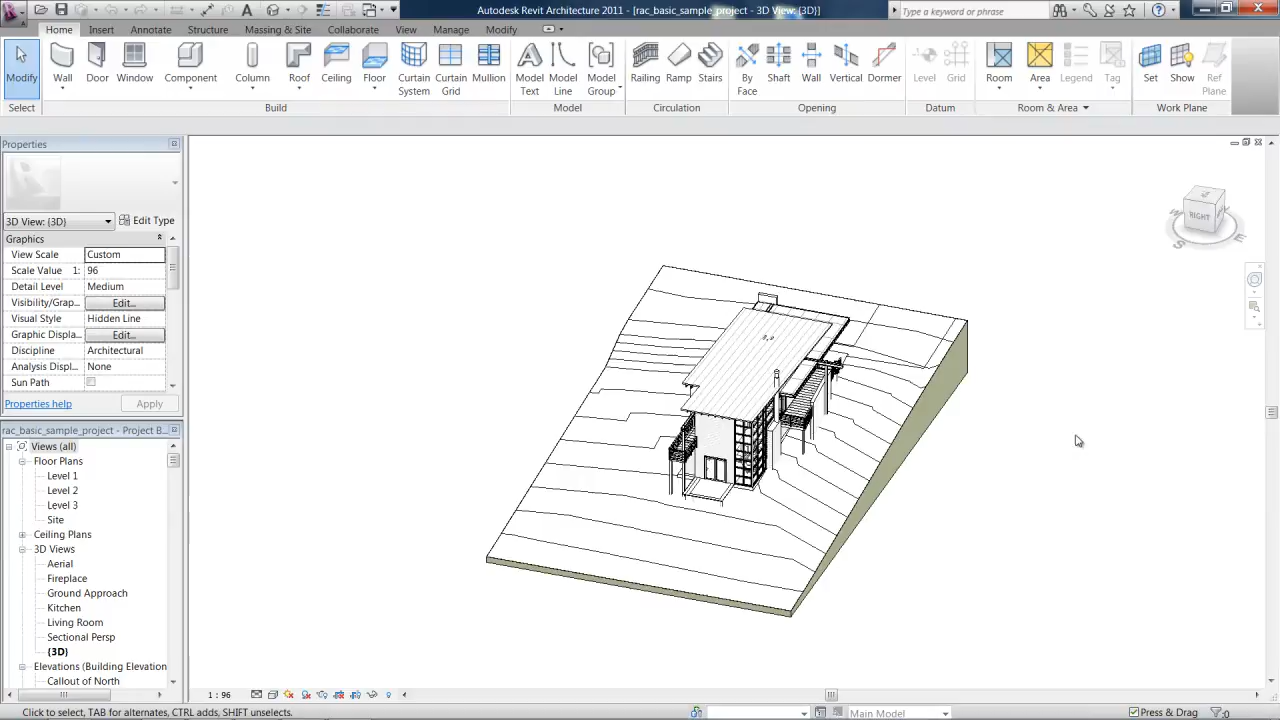 Autodesk Revit Architecture 2011 - [rac_basic_sample_project - 3D View: {3D}]
Type a keyword or phrase
Home Insert Annotate Structure Massing & Site Collaborate View Manage Modify
Modify Wall Door Window Component Column Roof Ceiling Floor Curtain System Curtain Grid Mullion Model Text Model Line Model Group Railing Ramp Stairs By Face Shaft Wall Vertical Dormer Level Grid Room Area Legend Tag Set Show Ref Plane
Select Build Model Circulation Opening Datum Room & Area Work Plane
Properties
3D View: {3D} Edit Type
Graphics
View Scale Custom
Scale Value 1: 96
Detail Level Medium
Visibility/Grap... Edit...
Visual Style Hidden Line
Graphic Displa... Edit...
Discipline Architectural
Analysis Displ... None
Sun Path
Properties help Apply
rac_basic_sample_project - Project B...
Views (all)
Floor Plans
Level 1
Level 2
Level 3
Site
Ceiling Plans
3D Views
Aerial
Fireplace
Ground Approach
Kitchen
Living Room
Sectional Persp
{3D}
Elevations (Building Elevation
Callout of North
RIGHT
S
E
W
1 : 96
Click to select, TAB for alternates, CTRL adds, SHIFT unselects.
Main Model
Press & Drag
:0